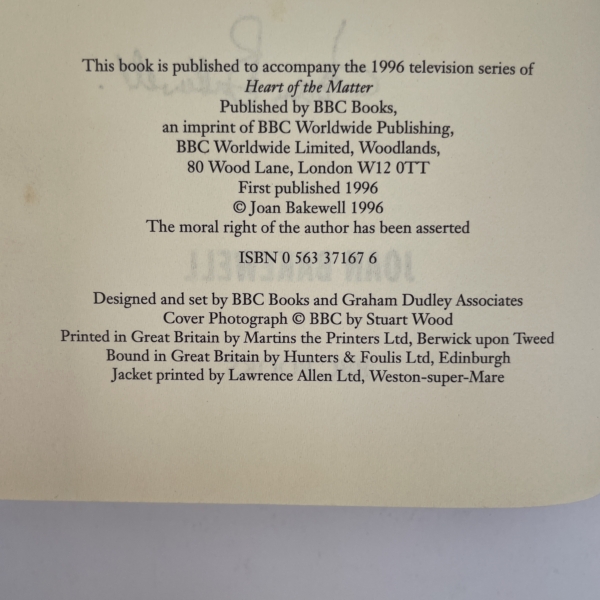 This book is published to accompany the 1996 television series of
Heart of the Matter
Published by BBC Books,
an imprint of BBC Worldwide Publishing,
BBC Worldwide Limited, Woodlands,
80 Wood Lane, London W12 0TT
First published 1996
© Joan Bakewell 1996
The moral right of the author has been asserted
ISBN 0 563 37167 6
JOAN BAKEWELL
Designed and set by BBC Books and Graham Dudley Associates
Cover Photograph © BBC by Stuart Wood
Printed in Great Britain by Martins the Printers Ltd, Berwick upon Tweed
Bound in Great Britain by Hunters & Foulis Ltd, Edinburgh
Jacket printed by Lawrence Allen Ltd, Weston-super-Mare